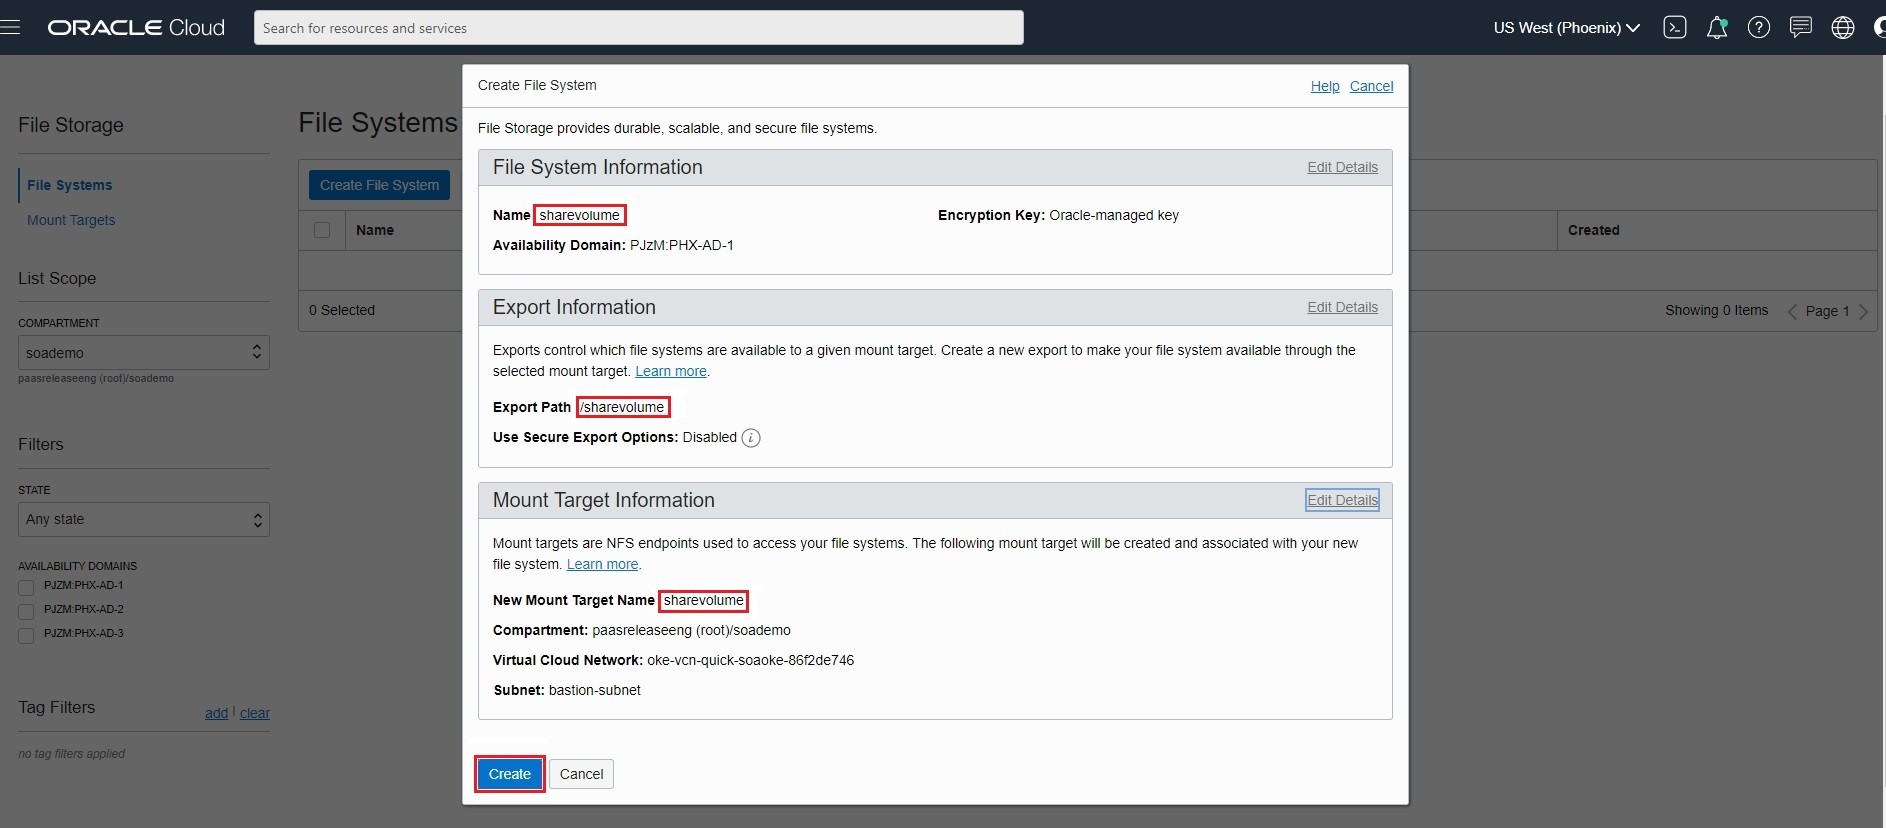 ORACLE Cloud
Search for resources and services
US West (Phoenix)
File Storage
File Systems
Mount Targets
List Scope
COMPARTMENT
soademo
paasreleaseeng (root)/soademo
Filters
STATE
Any state
AVAILABILITY DOMAINS
PJZM:PHX-AD-1
PJZM:PHX-AD-2
PJZM:PHX-AD-3
Tag Filters
add | clear
no tag filters applied
File Systems
Create File System
Name
Created
0 Selected
Showing 0 Items
Page 1
Create File System
Help Cancel
File Storage provides durable, scalable, and secure file systems.
File System Information
Edit Details
Name sharevolume
Encryption Key: Oracle-managed key
Availability Domain: PJzM:PHX-AD-1
Export Information
Edit Details
Exports control which file systems are available to a given mount target. Create a new export to make your file system available through the
selected mount target. Learn more.
Export Path /sharevolume
Use Secure Export Options: Disabled i
Mount Target Information
Edit Details
Mount targets are NFS endpoints used to access your file systems. The following mount target will be created and associated with your new
file system. Learn more.
New Mount Target Name sharevolume
Compartment: paasreleaseeng (root)/soademo
Virtual Cloud Network: oke-vcn-quick-soaoke-86f2de746
Subnet: bastion-subnet
Create
Cancel